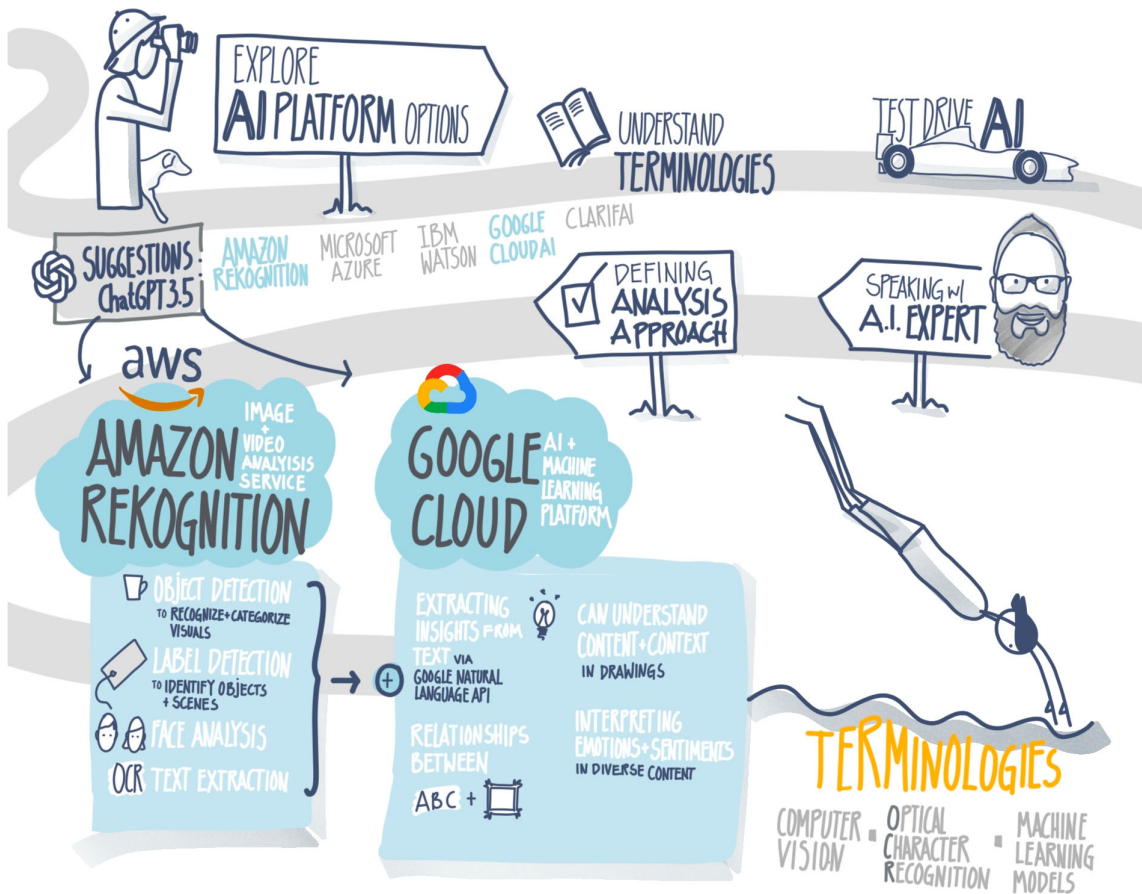 EXPLORE
AI PLATFORM OPTIONS
UNDERSTAND
TERMINOLOGIES
TEST DRIVE AI
SUGGESTIONS
ChatGPT 3.5
AMAZON
REKOGNITION
MICROSOFT
AZURE
IBM
WATSON
GOOGLE
CLOUD AI
CLARIFAI
DEFINING
ANALYSIS
APPROACH
SPEAKING w/
A.I. EXPERT
aws
AMAZON
REKOGNITION
IMAGE
+
VIDEO
ANALYISIS
SERVICE
GOOGLE
CLOUD
AI +
MACHINE
LEARNING
PLATFORM
OBJECT DETECTION
TO RECOGNIZE + CATEGORIZE
VISUALS
LABEL DETECTION
TO IDENTIFY OBJECTS
+ SCENES
FACE ANALYSIS
OCR TEXT EXTRACTION
+
EXTRACTING
INSIGHTS FROM
TEXT VIA
GOOGLE NATURAL
LANGUAGE API
CAN UNDERSTAND
CONTENT + CONTEXT
IN DRAWINGS
RELATIONSHIPS
BETWEEN
ABC +
INTERPRETING
EMOTIONS + SENTIMENTS
IN DIVERSE CONTENT
TERMINOLOGIES
COMPUTER
VISION
OPTICAL
CHARACTER
RECOGNITION
MACHINE
LEARNING
MODELS